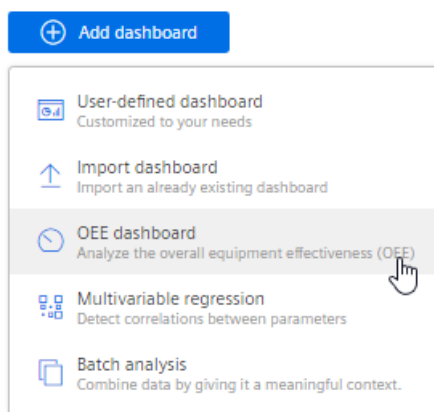 Add dashboard
User-defined dashboard
Customized to your needs
Import dashboard
Import an already existing dashboard
OEE dashboard
Analyze the overall equipment effectiveness (OEE)
Multivariable regression
Detect correlations between parameters
Batch analysis
Combine data by giving it a meaningful context.